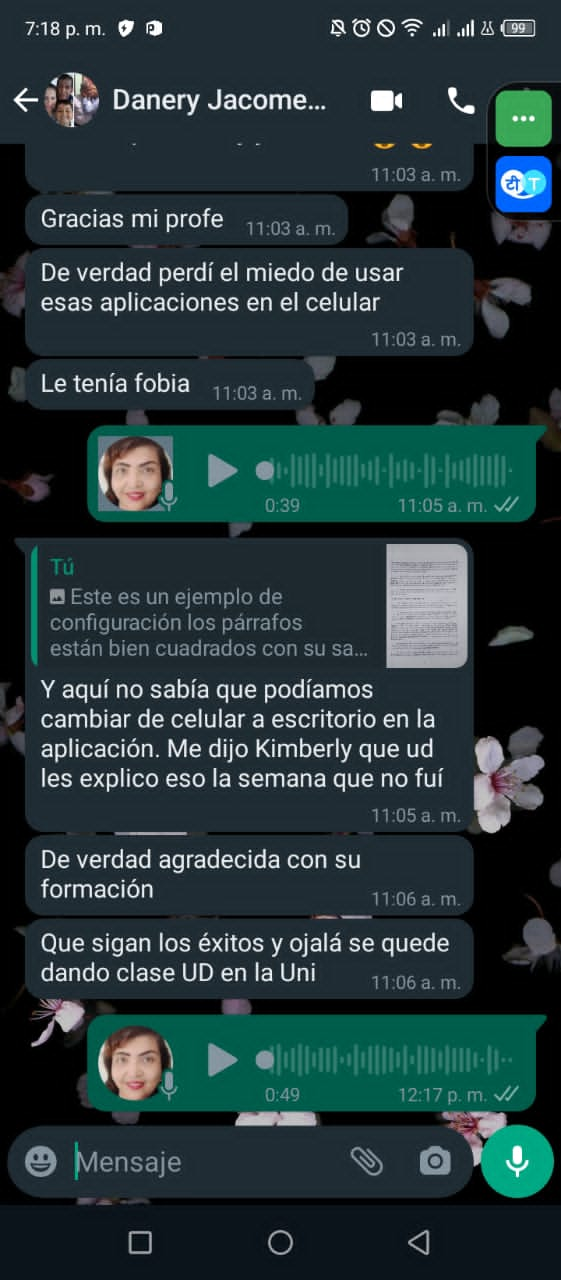 7:18 p. m.
99
Danery Jacome...
टी T
11:03 a. m.
Gracias mi profe
11:03 a. m.
De verdad perdí el miedo de usar
esas aplicaciones en el celular
11:03 a. m.
Le tenía fobia
11:03 a. m.
0:39
11:05 a. m.
Tú
Este es un ejemplo de
configuración los párrafos
están bien cuadrados con su sa...
Y aquí no sabía que podíamos
cambiar de celular a escritorio en la
aplicación. Me dijo Kimberly que ud
les explico eso la semana que no fuí
11:05 a. m.
De verdad agradecida con su
formación
11:06 a. m.
Que sigan los éxitos y ojalá se quede
dando clase UD en la Uni
11:06 a. m.
0:49
12:17 p. m.
Mensaje